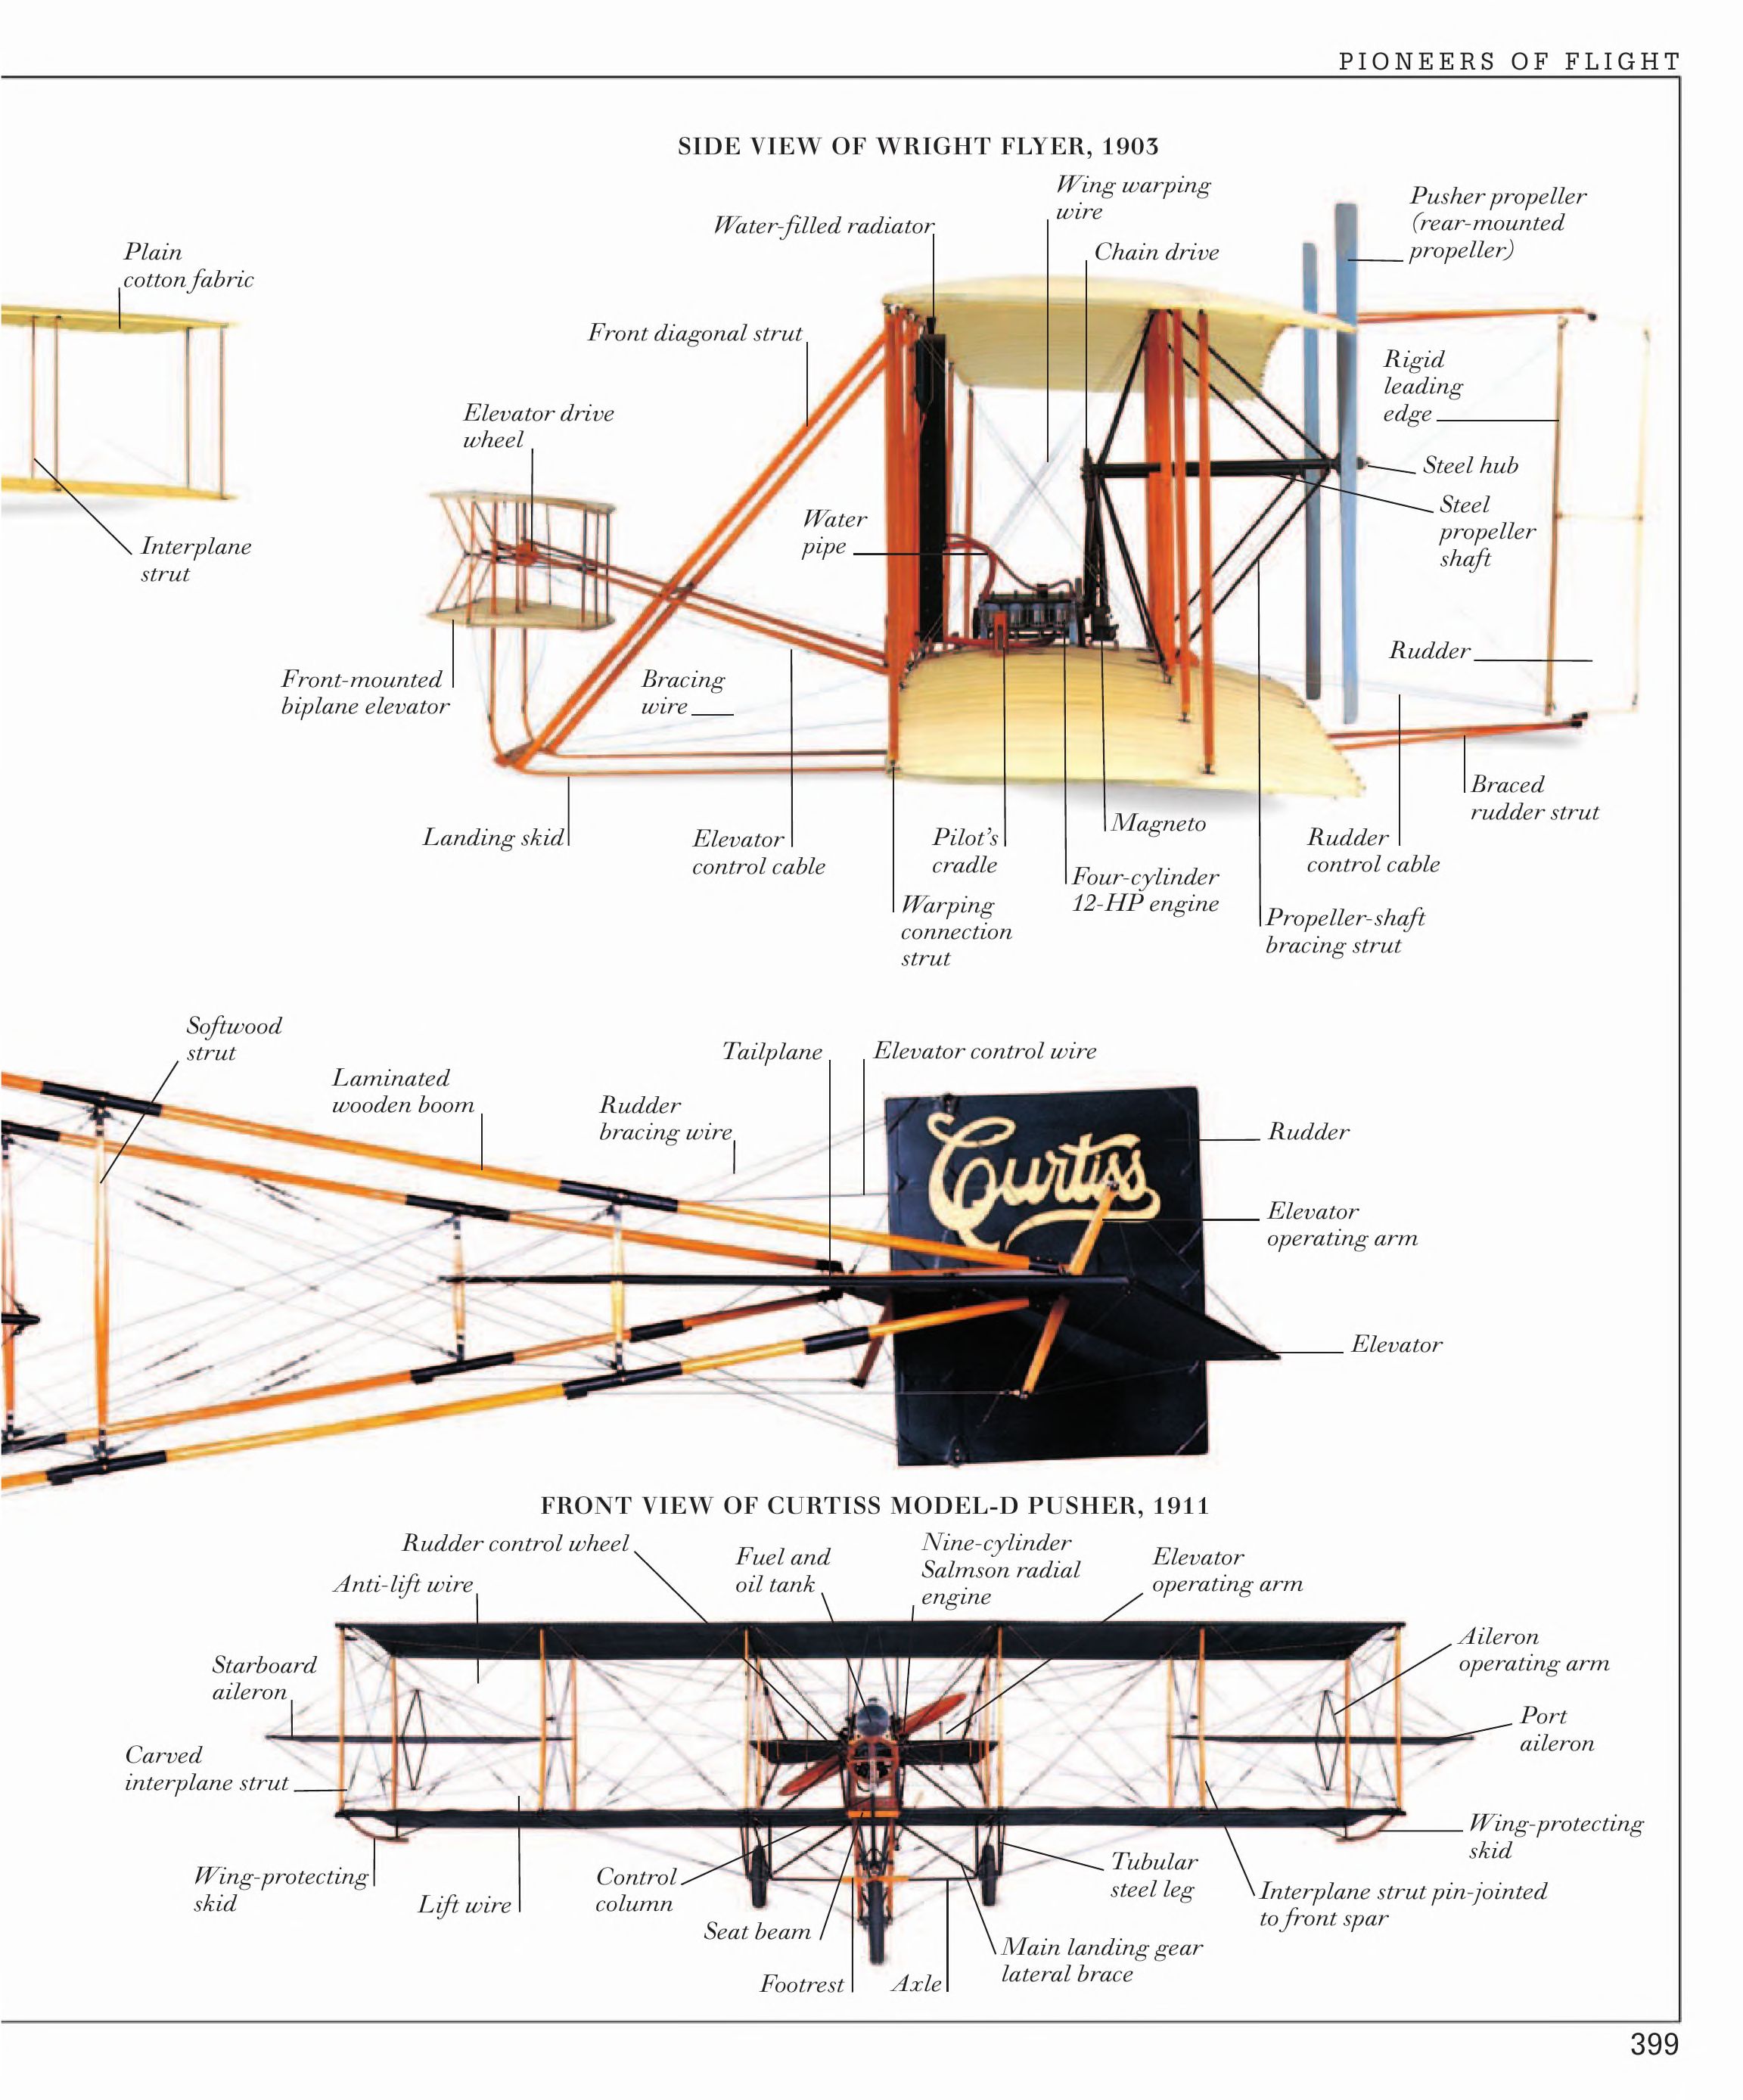 PIONEERS OF FLIGHT
SIDE VIEW OF WRIGHT FLYER, 1903
Plain
cotton fabric
Interplane
strut
Water-filled radiator
Wing warping
wire
Chain drive
Pusher propeller
(rear-mounted
propeller)
Front diagonal strut
Elevator drive
wheel
Water
pipe
Rigid
leading
edge
Steel hub
Steel
propeller
shaft
Rudder
Front-mounted
biplane elevator
Bracing
wire
Landing skid
Elevator
control cable
Pilot's
cradle
Warping
connection
strut
Magneto
Four-cylinder
12-HP engine
Propeller-shaft
bracing strut
Rudder
control cable
Braced
rudder strut
Softwood
strut
Laminated
wooden boom
Rudder
bracing wire
Tailplane
Elevator control wire
Curtiss
Rudder
Elevator
operating arm
Elevator
FRONT VIEW OF CURTISS MODEL-D PUSHER, 1911
Rudder control wheel
Anti-lift wire
Fuel and
oil tank
Nine-cylinder
Salmson radial
engine
Elevator
operating arm
Starboard
aileron
Aileron
operating arm
Port
aileron
Carved
interplane strut
Wing-protecting
skid
Wing-protecting
skid
Lift wire
Control
column
Seat beam
Footrest
Axle
Tubular
steel leg
Main landing gear
lateral brace
Interplane strut pin-jointed
to front spar
399